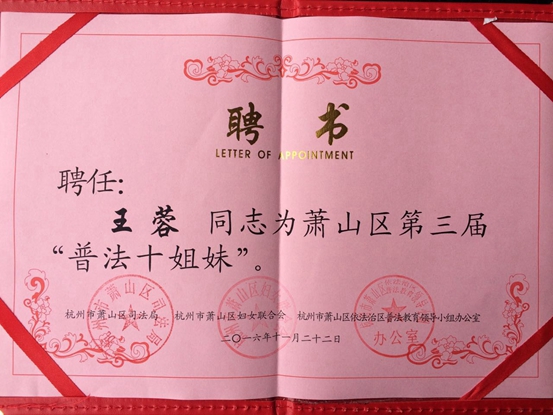 聘 书
LETTER OF APPOINTMENT
聘任：
王 蓉 同志为萧山区第三届
“普法十姐妹”。
杭州市萧山区司法局 杭州市萧山区妇女联合会 杭州市萧山区依法治区普法教育领导小组办公室
二〇一六年十一月二十二日
办公室